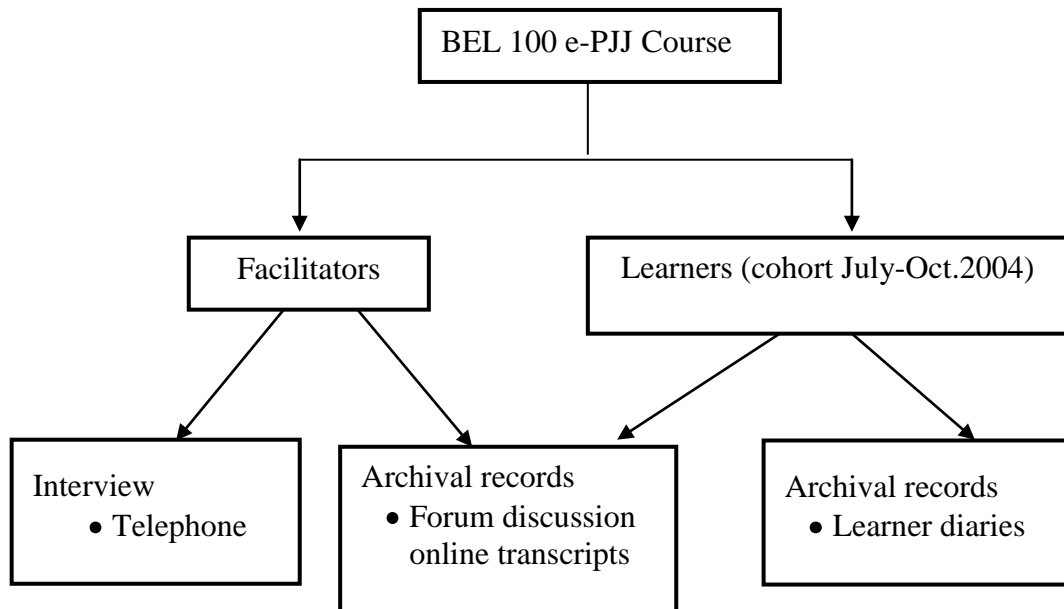 BEL 100 e-PJJ Course
Facilitators
Learners (cohort July-Oct.2004)
Interview
• Telephone
Archival records
• Forum discussion
online transcripts
Archival records
• Learner diaries